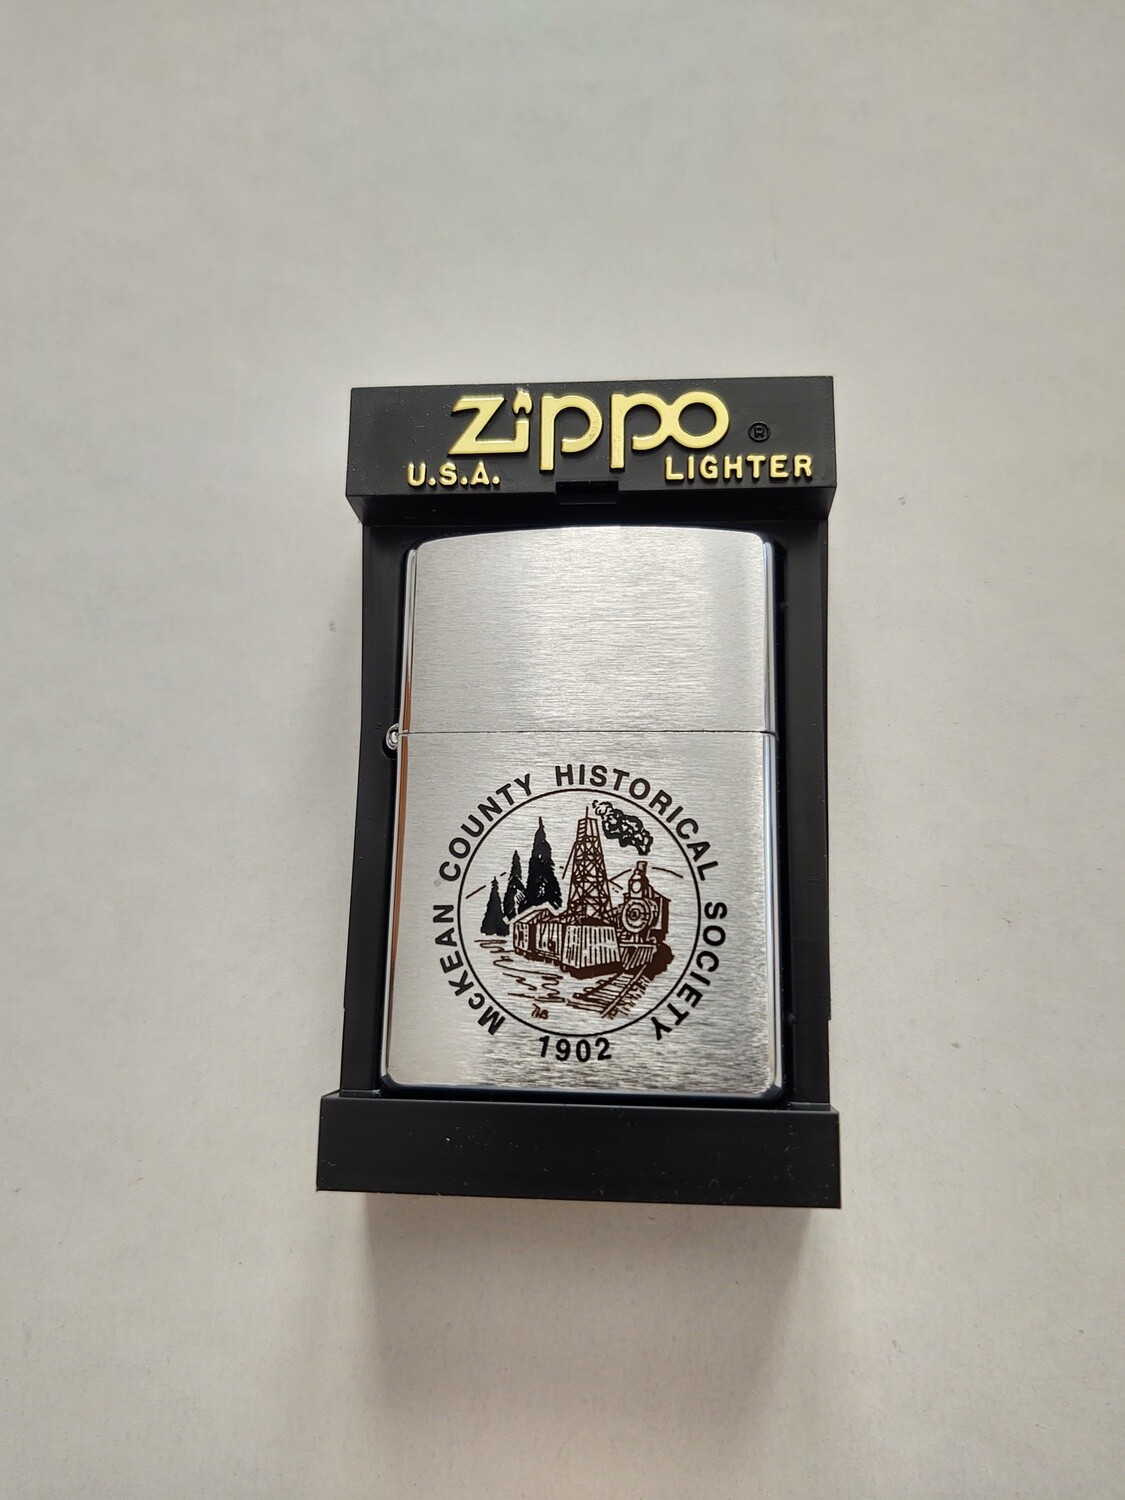 Zippo ®
U.S.A. LIGHTER
McKEAN COUNTY HISTORICAL SOCIETY
1902